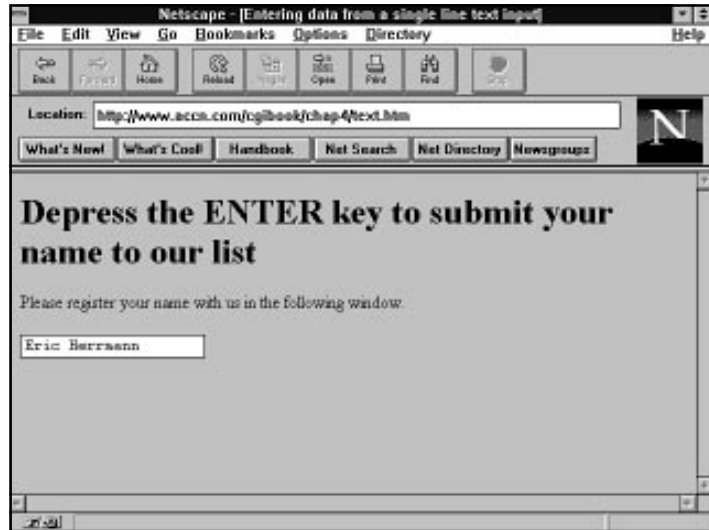 Netscape - [Entering data from a single line text input]
File Edit View Go Bookmarks Options Directory Help
Back Forward Home Reload Images Open Print Find Stop
Location: http://www.accn.com/cgibook/chap4/text.htm
N
What's New! What's Cool! Handbook Net Search Net Directory Newsgroups
Depress the ENTER key to submit your
name to our list
Please register your name with us in the following window.
Eric Herrmann